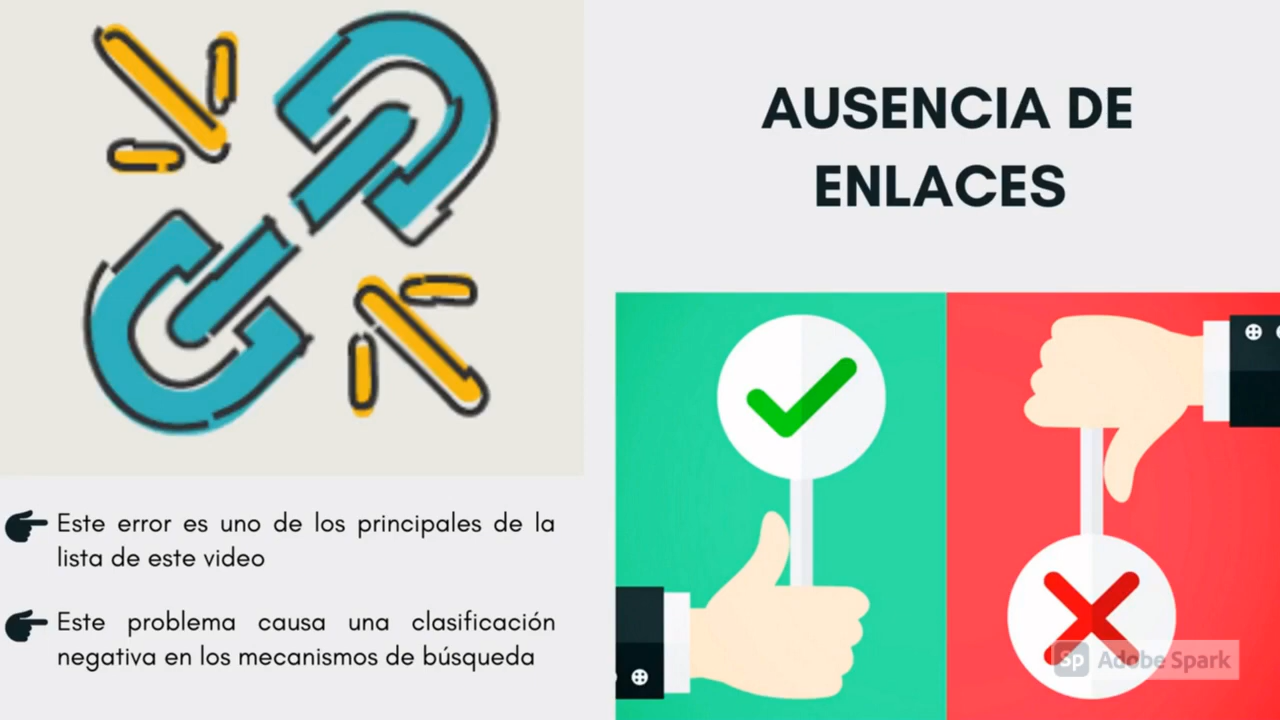 AUSENCIA DE
ENLACES
Este error es uno de los principales de la
lista de este video
Este problema causa una clasificación
negativa en los mecanismos de búsqueda
Sp Adobe Spark